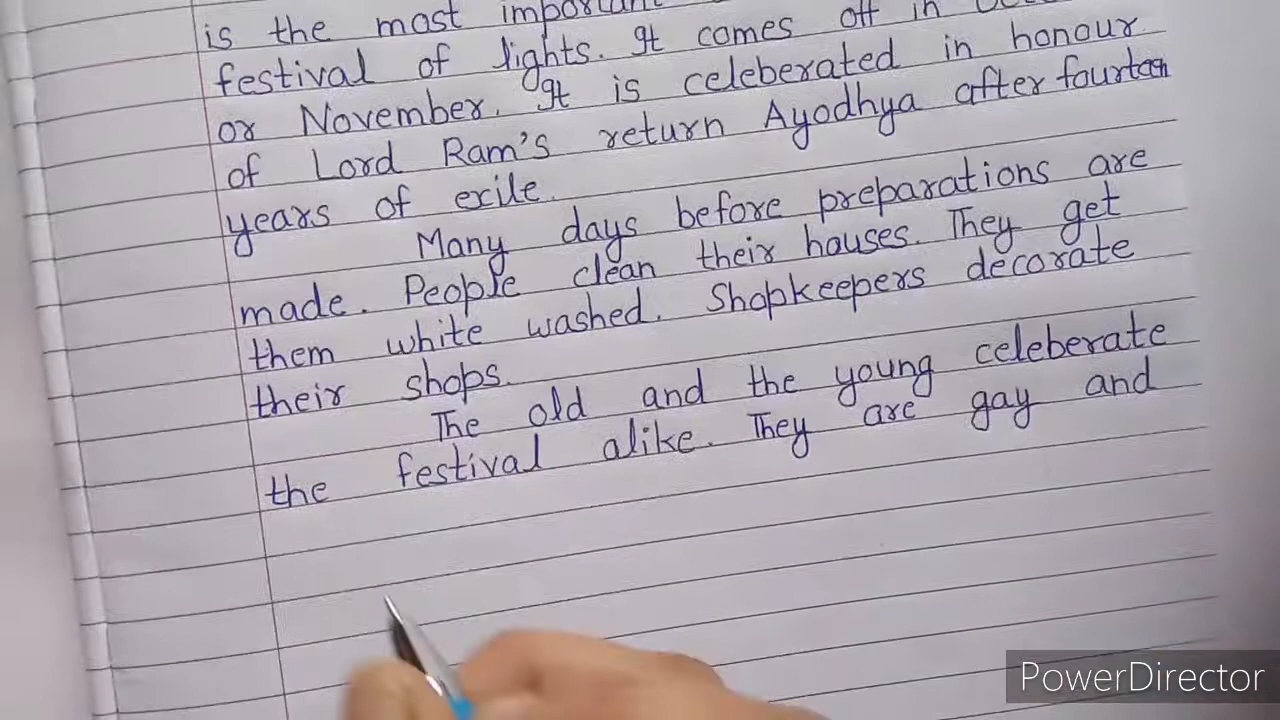 is the most important
festival of lights. It comes off in
or November. It is celeberated in honour
of Lord Ram's return Ayodhya after fourteen
years of exile.
Many days before preparations are
made. People clean their houses. They get
them white washed. Shopkeepers decorate
their shops.
The old and the young celeberate
the festival alike. They are gay and
PowerDirector